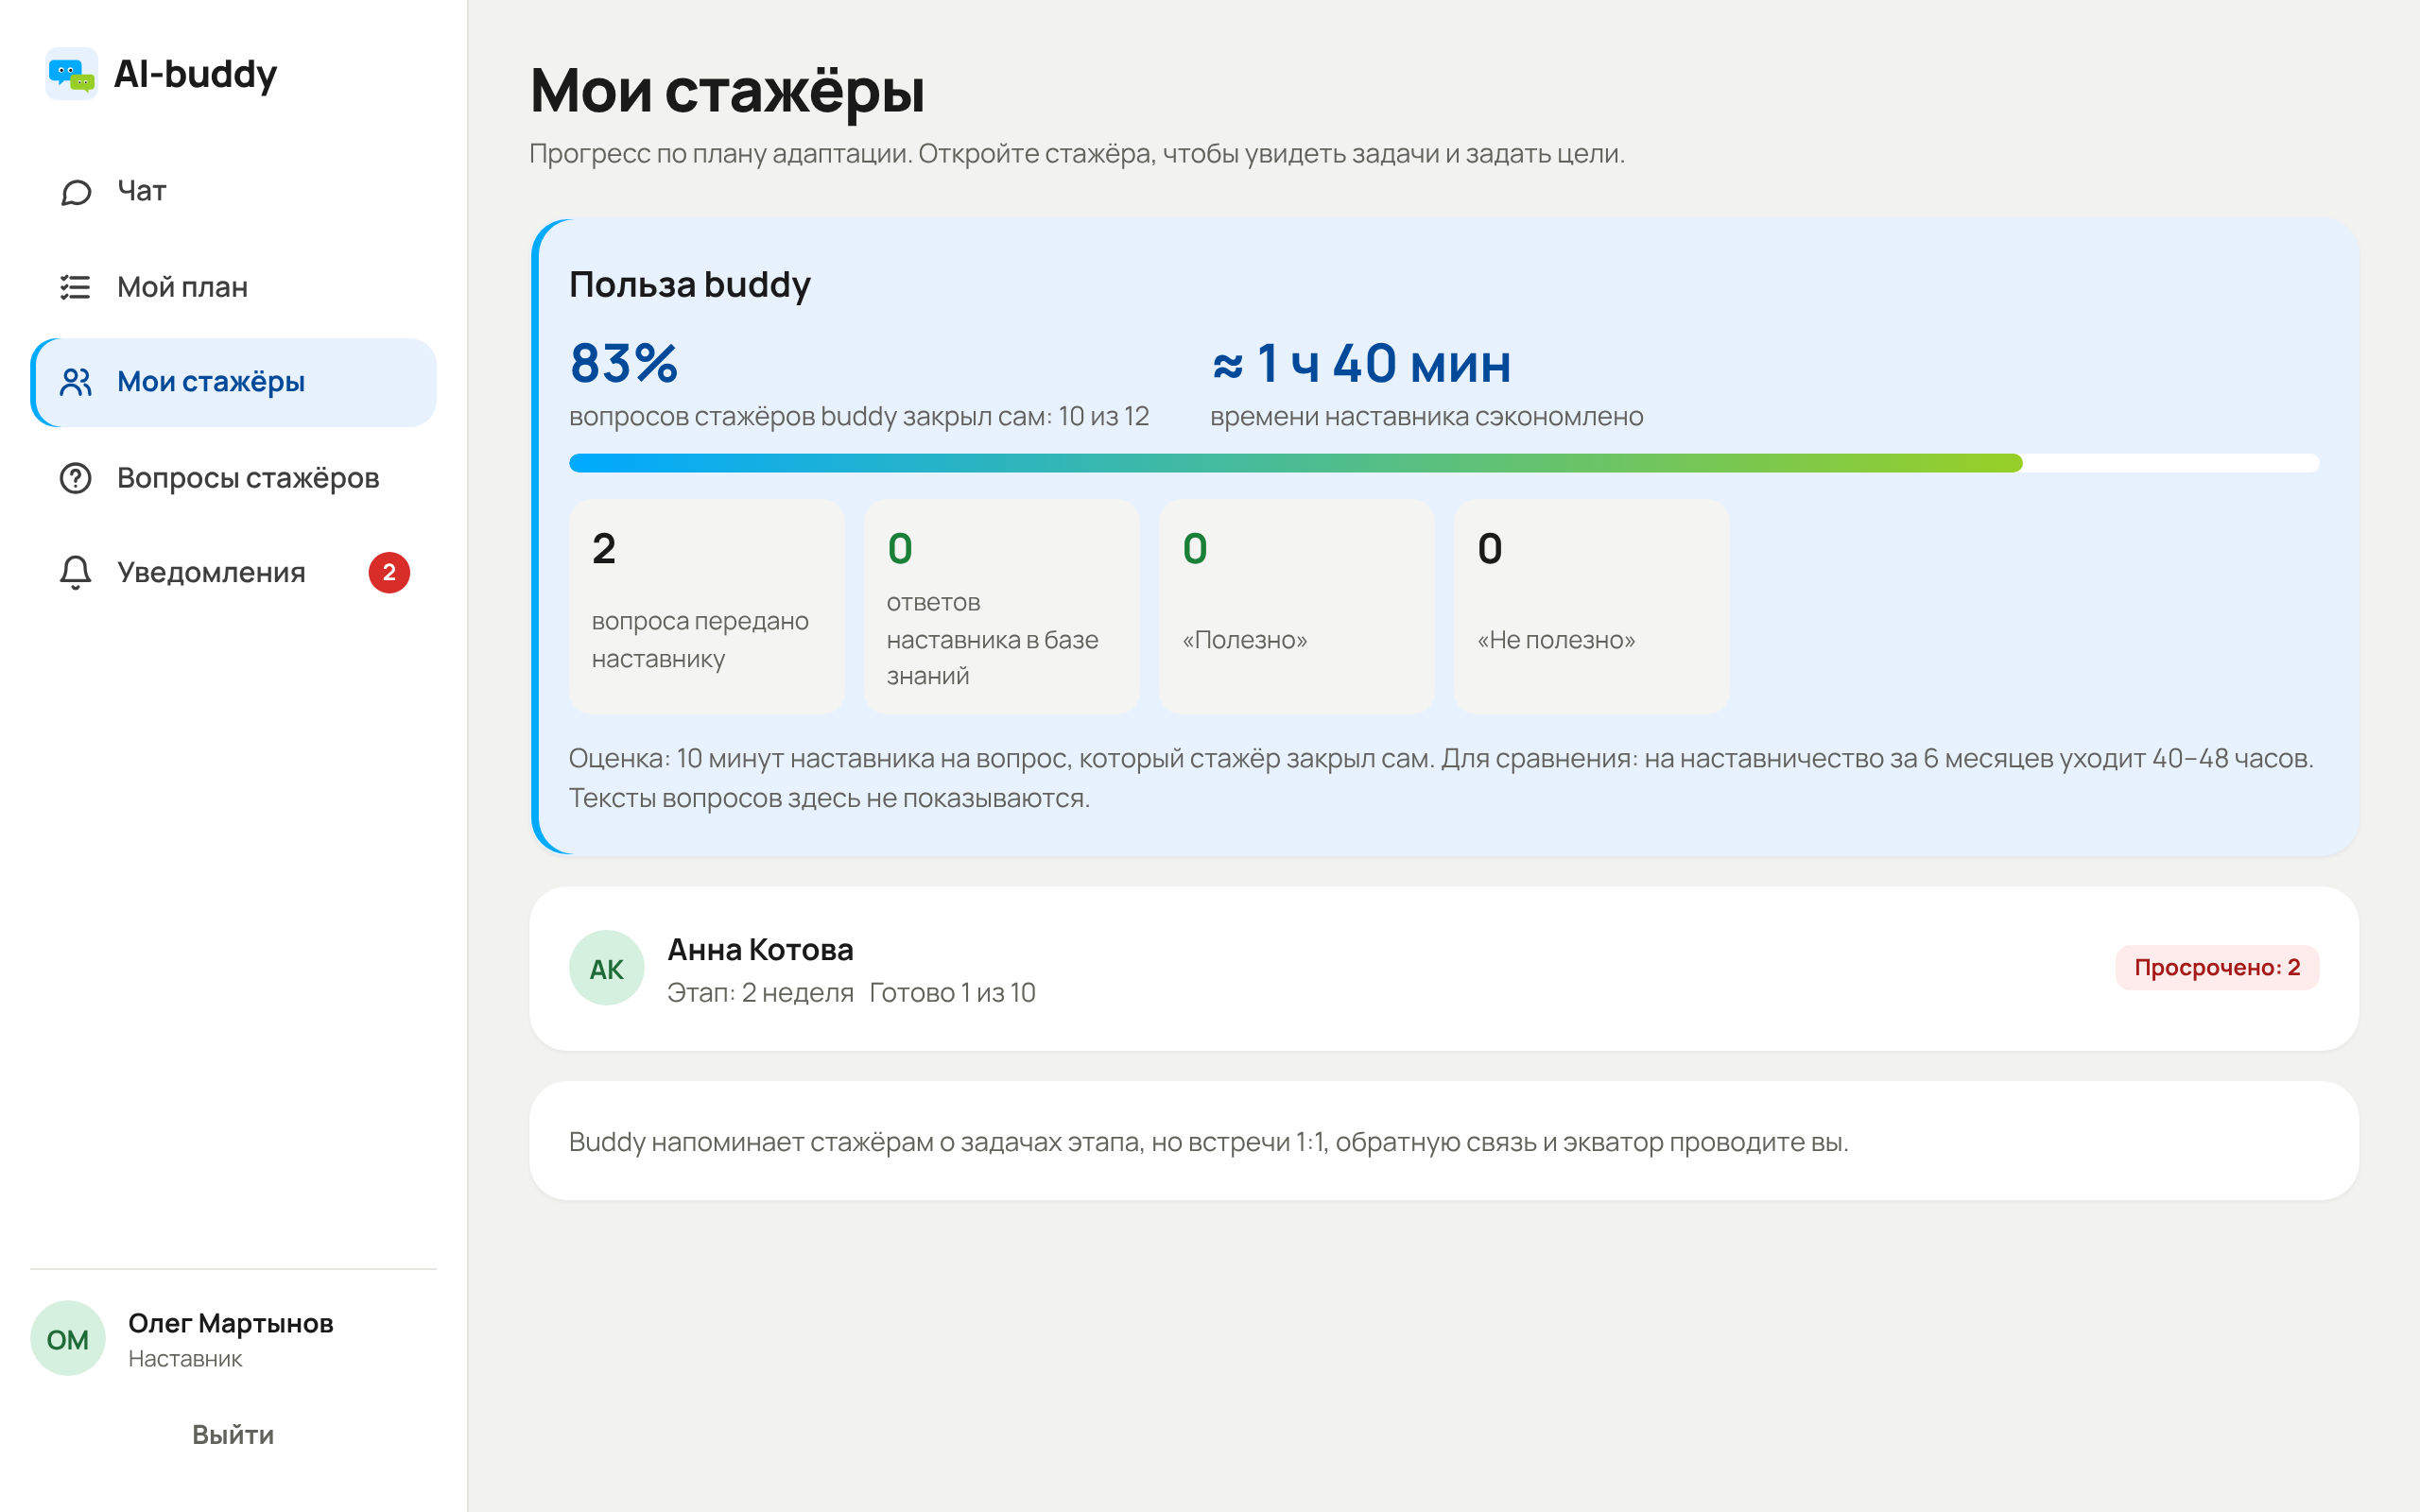 AI-buddy
Чат
Мой план
Мои стажёры
Вопросы стажёров
Уведомления 2
Олег Мартынов
ОМ
Наставник
Выйти
Мои стажёры
Прогресс по плану адаптации. Откройте стажёра, чтобы увидеть задачи и задать цели.
Польза buddy
83% ≈ 1 ч 40 мин
вопросов стажёров buddy закрыл сам: 10 из 12 времени наставника сэкономлено
2
вопроса передано
наставнику
0
ответов
наставника в базе
знаний
0
«Полезно»
0
«Не полезно»
Оценка: 10 минут наставника на вопрос, который стажёр закрыл сам. Для сравнения: на наставничество за 6 месяцев уходит 40–48 часов.
Тексты вопросов здесь не показываются.
АК
Анна Котова
Этап: 2 неделя Готово 1 из 10
Просрочено: 2
Buddy напоминает стажёрам о задачах этапа, но встречи 1:1, обратную связь и экватор проводите вы.